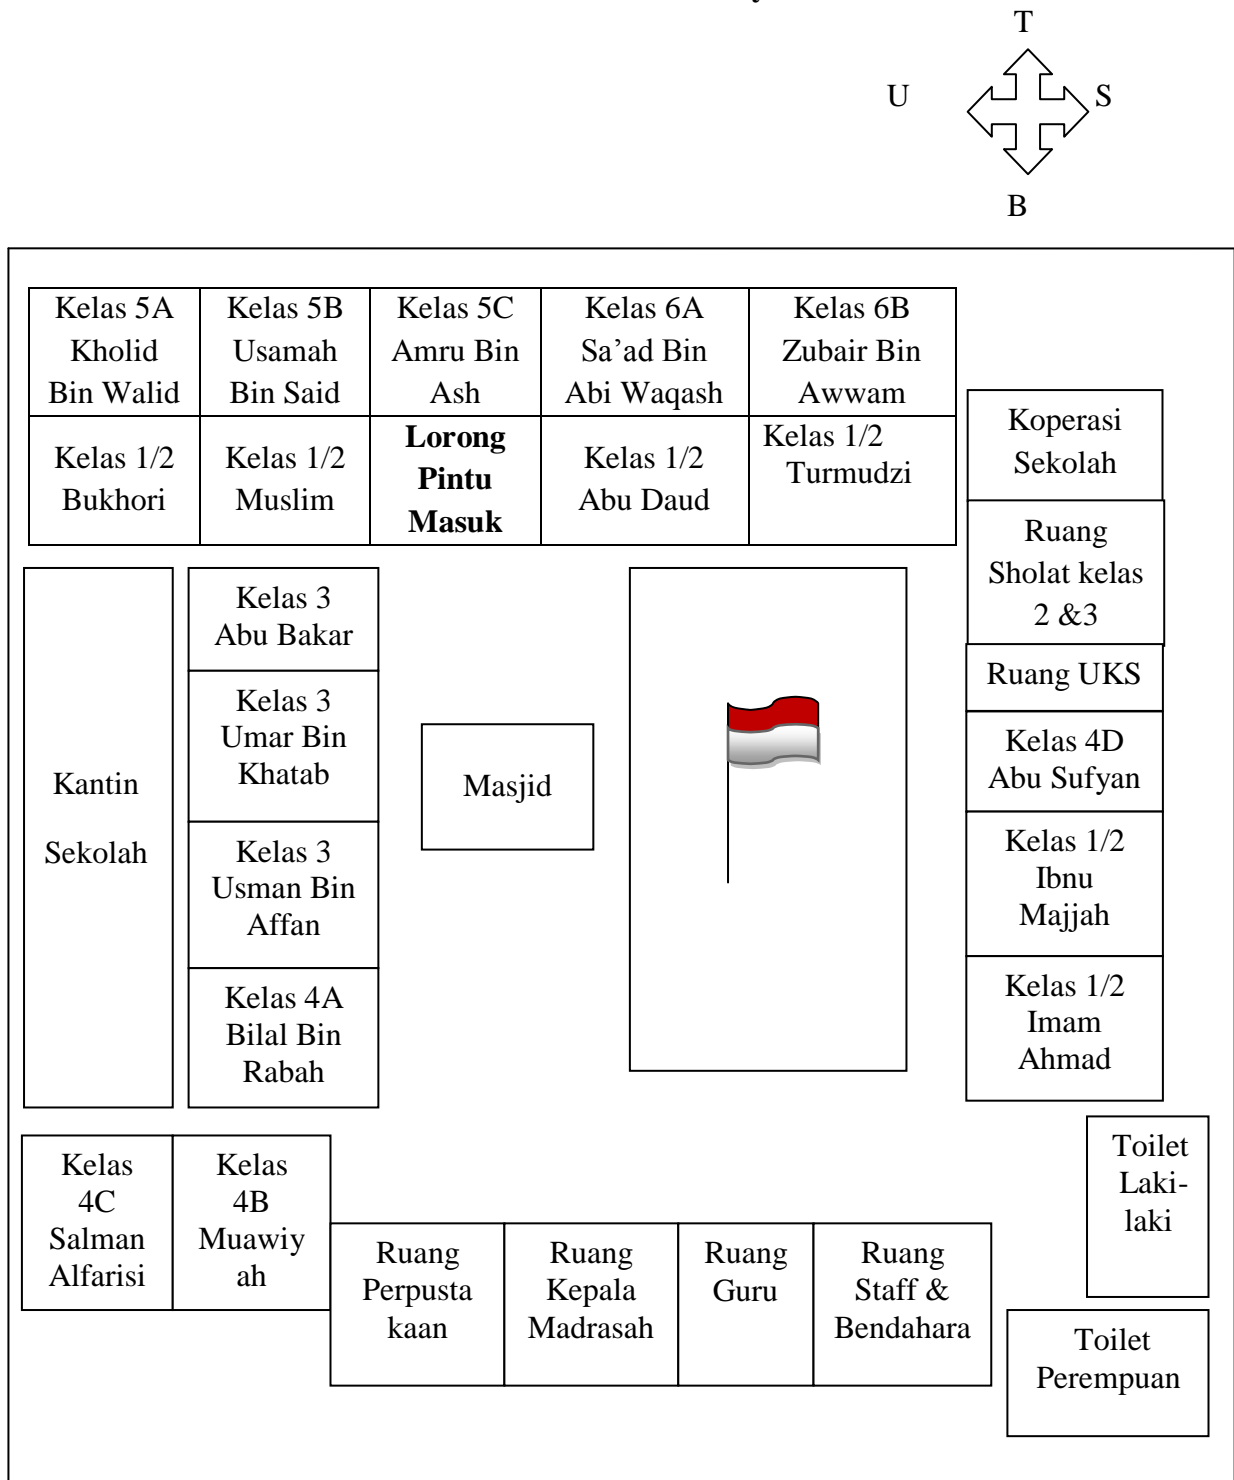 T
U
S
B
Kelas 5A
Kholid
Bin Walid
Kelas 5B
Usamah
Bin Said
Kelas 5C
Amru Bin
Ash
Kelas 6A
Sa’ad Bin
Abi Waqash
Kelas 6B
Zubair Bin
Awwam
Kelas 1/2
Bukhori
Kelas 1/2
Muslim
Lorong
Pintu
Masuk
Kelas 1/2
Abu Daud
Kelas 1/2
Turmudzi
Koperasi
Sekolah
Ruang
Sholat kelas
2 &3
Ruang UKS
Kelas 4D
Abu Sufyan
Kelas 1/2
Ibnu
Majjah
Kelas 1/2
Imam
Ahmad
Kantin
Sekolah
Kelas 3
Abu Bakar
Kelas 3
Umar Bin
Khatab
Kelas 3
Usman Bin
Affan
Kelas 4A
Bilal Bin
Rabah
Masjid
Kelas
4C
Salman
Alfarisi
Kelas
4B
Muawiy
ah
Ruang
Perpusta
kaan
Ruang
Kepala
Madrasah
Ruang
Guru
Ruang
Staff &
Bendahara
Toilet
Laki-
laki
Toilet
Perempuan